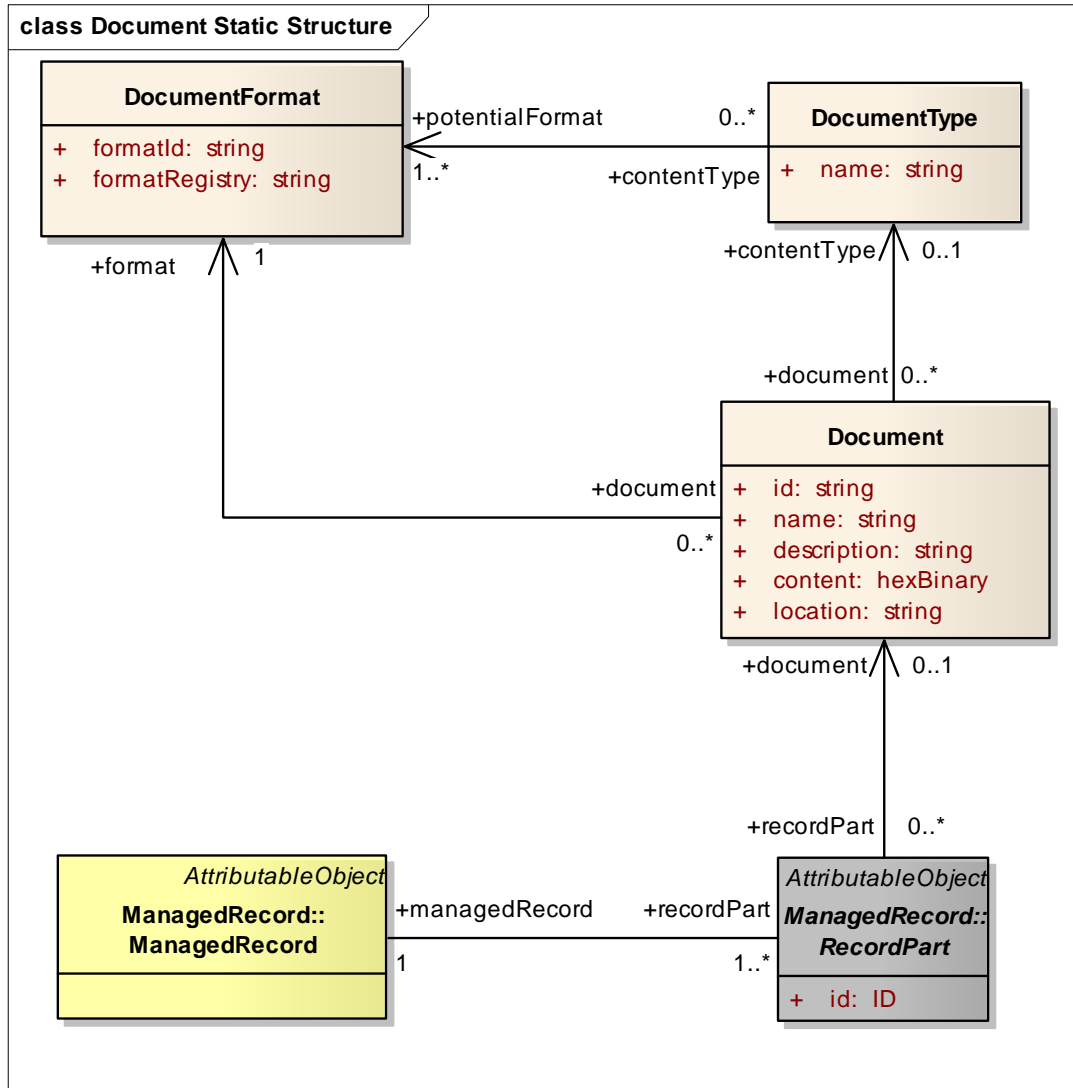 class Document Static Structure
DocumentFormat
+ formatId: string
+ formatRegistry: string
+potentialFormat
0..*
1..*
+contentType
DocumentType
+ name: string
+format
1
+contentType
0..1
+document
0..*
Document
+ id: string
+ name: string
+ description: string
+ content: hexBinary
+ location: string
+document
0..*
+document
0..1
+recordPart
0..*
AttributableObject
ManagedRecord::
ManagedRecord
+managedRecord
1
+recordPart
1..*
AttributableObject
ManagedRecord::
RecordPart
+ id: ID